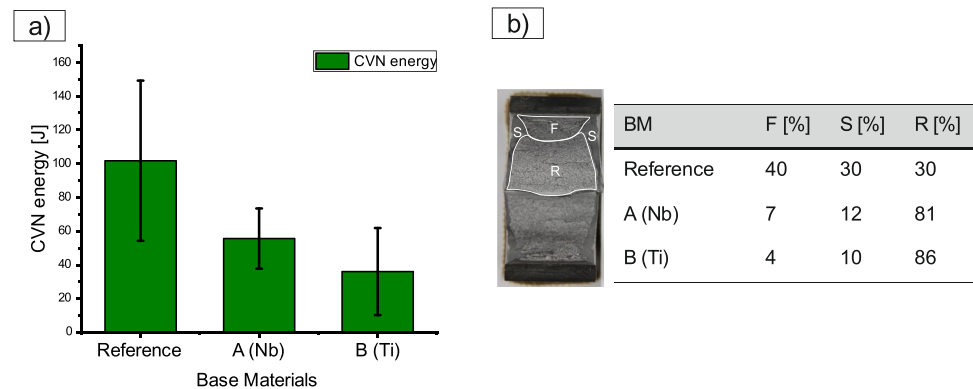 a)
CVN energy [J]
160
140
120
100
80
60
40
20
0
CVN energy
Reference
A (Nb)
B (Ti)
Base Materials
b)
F
S
S
R
BM F [%] S [%] R [%]
Reference 40 30 30
A (Nb) 7 12 81
B (Ti) 4 10 86